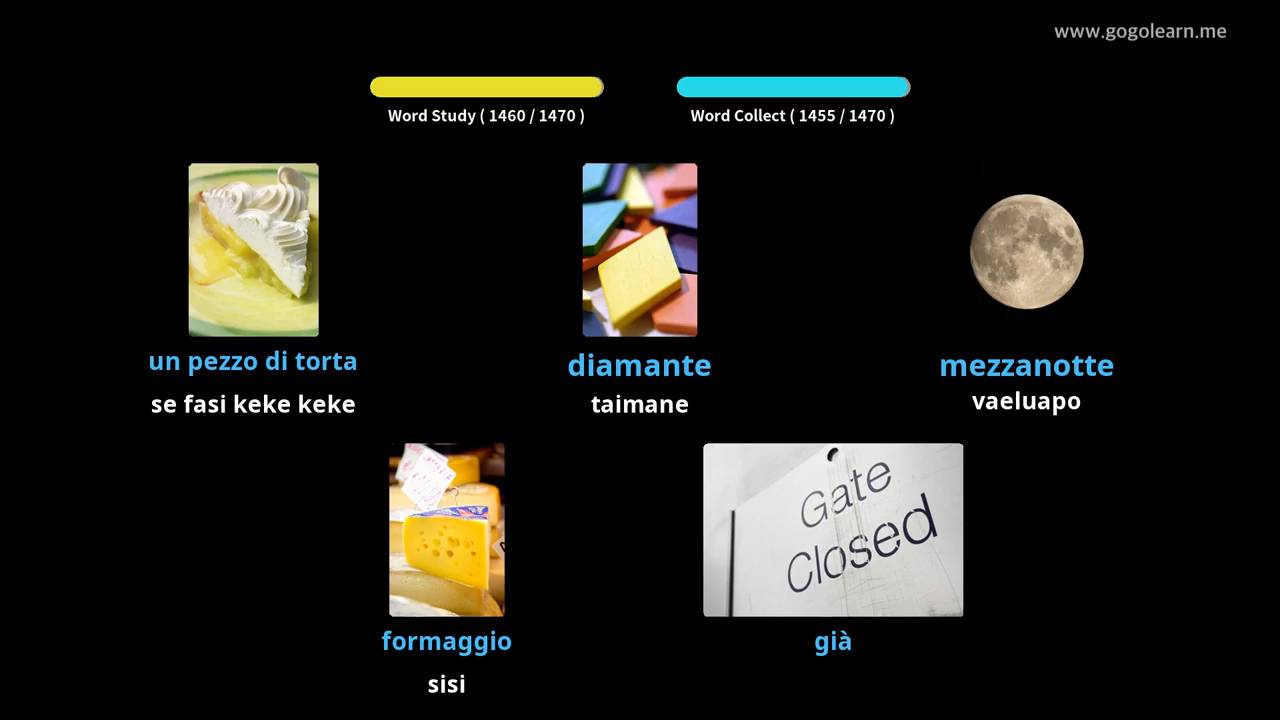 www.gogolearn.me
Word Study ( 1460 / 1470 )
Word Collect ( 1455 / 1470 )
un pezzo di torta
se fasi keke keke
diamante
taimane
mezzanotte
vaeluapo
formaggio
sisi
Gate
Closed
già